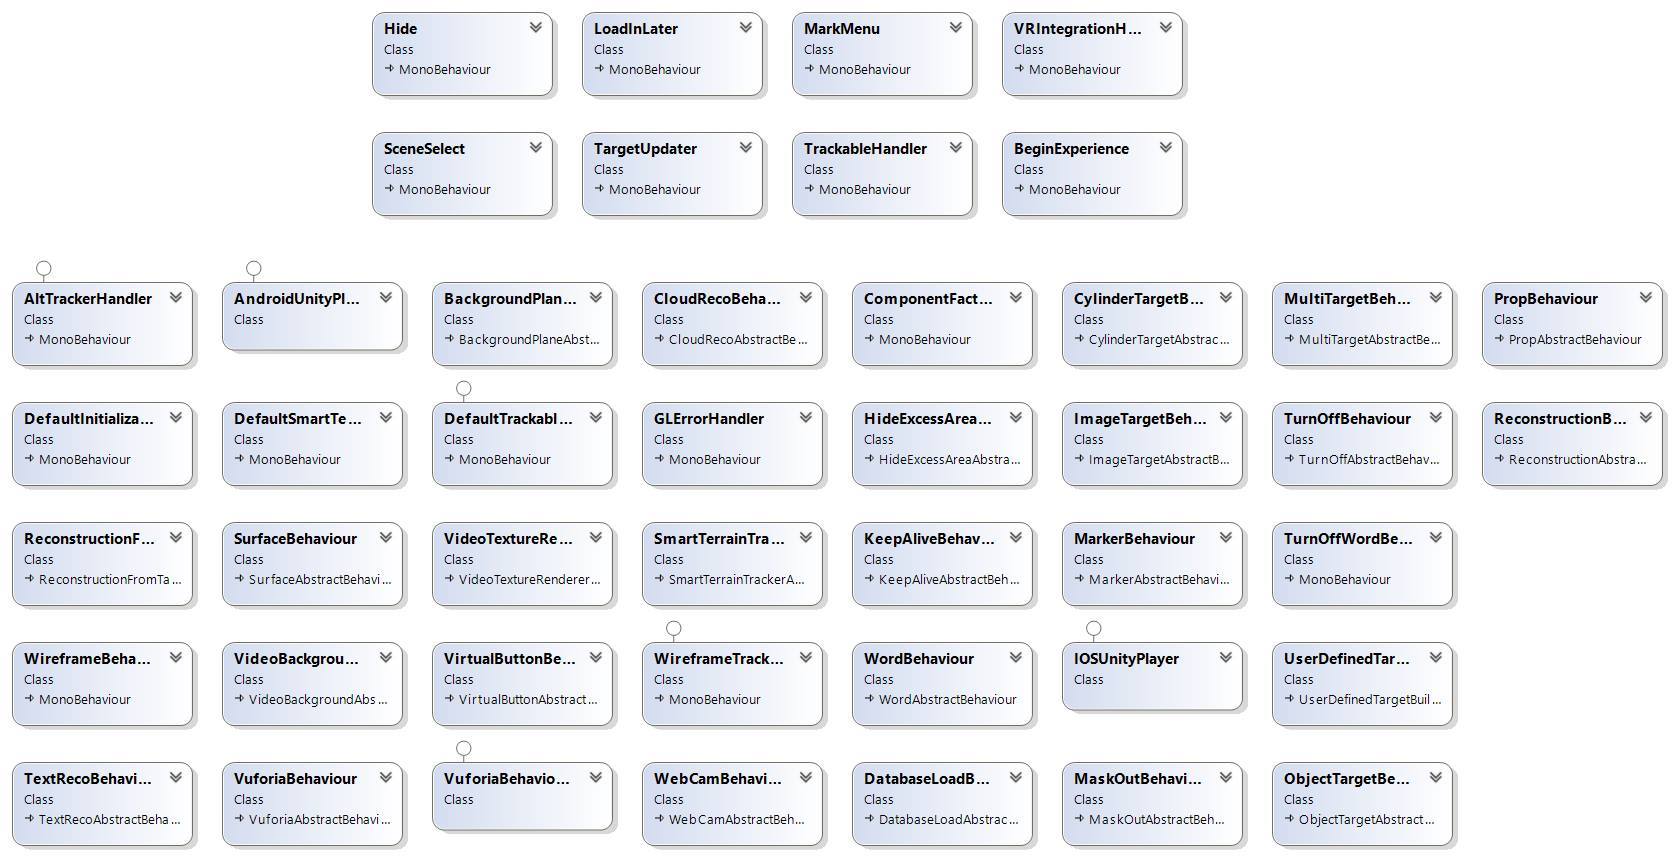 Hide
Class
MonoBehaviour
LoadInLater
Class
MonoBehaviour
MarkMenu
Class
MonoBehaviour
VRIntegrationH...
Class
MonoBehaviour
SceneSelect
Class
MonoBehaviour
TargetUpdater
Class
MonoBehaviour
TrackableHandler
Class
MonoBehaviour
BeginExperience
Class
MonoBehaviour
AltTrackerHandler
Class
MonoBehaviour
AndroidUnityPl...
Class
BackgroundPlan...
Class
BackgroundPlaneAbst...
CloudRecoBeha...
Class
CloudRecoAbstractBe...
ComponentFact...
Class
MonoBehaviour
CylinderTargetB...
Class
CylinderTargetAbstrac...
MultiTargetBeh...
Class
MultiTargetAbstractBe...
PropBehaviour
Class
PropAbstractBehaviour
DefaultInitializa...
Class
MonoBehaviour
DefaultSmartTe...
Class
MonoBehaviour
DefaultTrackabl...
Class
MonoBehaviour
GLErrorHandler
Class
MonoBehaviour
HideExcessArea...
Class
HideExcessAreaAbstra...
ImageTargetBeh...
Class
ImageTargetAbstractB...
TurnOffBehaviour
Class
TurnOffAbstractBehav...
ReconstructionB...
Class
ReconstructionAbstra...
ReconstructionF...
Class
ReconstructionFromTa...
SurfaceBehaviour
Class
SurfaceAbstractBehavi...
VideoTextureRe...
Class
VideoTextureRenderer...
SmartTerrainTra...
Class
SmartTerrainTrackerA...
KeepAliveBehav...
Class
KeepAliveAbstractBeh...
MarkerBehaviour
Class
MarkerAbstractBehavi...
TurnOffWordBe...
Class
MonoBehaviour
WireframeBeha...
Class
MonoBehaviour
VideoBackgrou...
Class
VideoBackgroundAbs...
VirtualButtonBe...
Class
VirtualButtonAbstract...
WireframeTrack...
Class
MonoBehaviour
WordBehaviour
Class
WordAbstractBehaviour
IOSUnityPlayer
Class
UserDefinedTar...
Class
UserDefinedTargetBuil...
TextRecoBehavi...
Class
TextRecoAbstractBeha...
VuforiaBehaviour
Class
VuforiaAbstractBehavi...
VuforiaBehavio...
Class
WebCamBehavi...
Class
WebCamAbstractBeh...
DatabaseLoadB...
Class
DatabaseLoadAbstrac...
MaskOutBehavi...
Class
MaskOutAbstractBeh...
ObjectTargetBe...
Class
ObjectTargetAbstract...